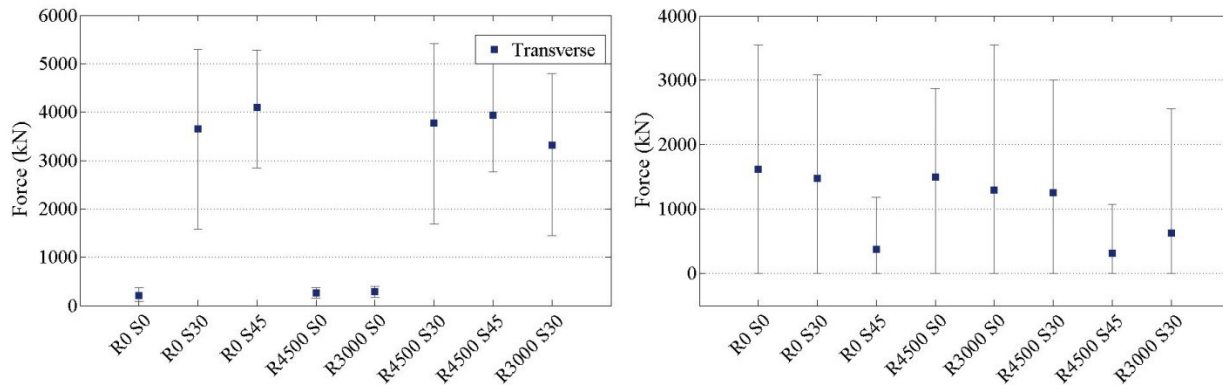 6000
5000
4000
3000
2000
1000
0
Force (kN)
Transverse
R0 S0
R0 S30
R0 S45
R4500 S0
R3000 S0
R4500 S30
R4500 S45
R3000 S30
4000
3000
2000
1000
0
Force (kN)
R0 S0
R0 S30
R0 S45
R4500 S0
R3000 S0
R4500 S30
R4500 S45
R3000 S30